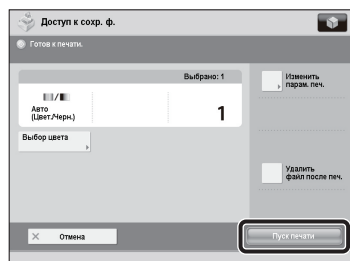 Доступ к сохр. ф.
Готов к печати.
Выбрано: 1
Авто
(Цвет./Черн.)
1
Выбор цвета
Изменить
парам. печ.
Удалить
файл после печ.
Отмена
Пуск печати